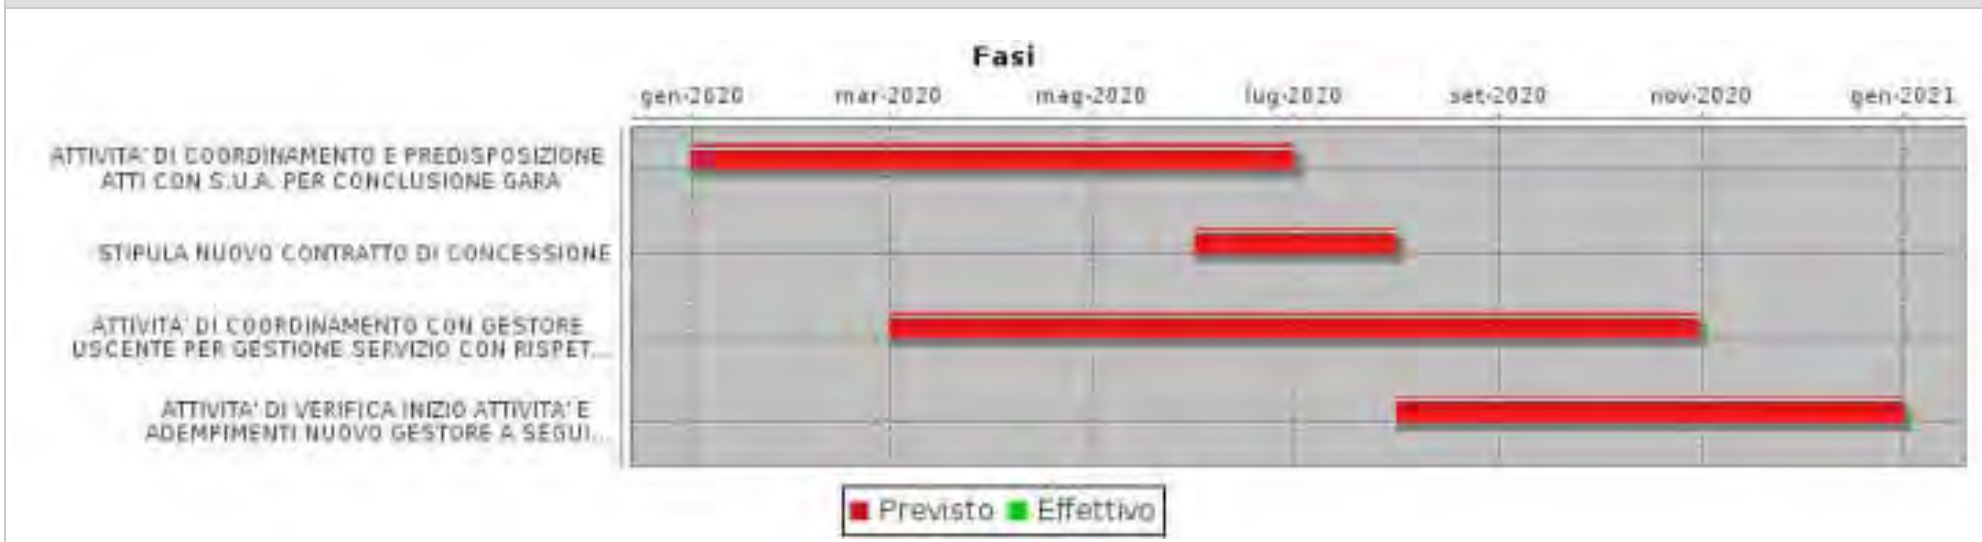 Fasi
gen-2020 mar-2020 mag-2020 lug-2020 set-2020 nov-2020 gen-2021
ATTIVITA' DI COORDINAMENTO E PREDISPOSIZIONE
ATTI CON S.U.A. PER CONCLUSIONE GARA
STIPULA NUOVO CONTRATTO DI CONCESSIONE
ATTIVITA' DI COORDINAMENTO CON GESTORE
USCENTE PER GESTIONE SERVIZIO CON RISPET...
ATTIVITA' DI VERIFICA INIZIO ATTIVITA' E
ADEMPIMENTI NUOVO GESTORE A SEGUI...
Previsto Effettivo